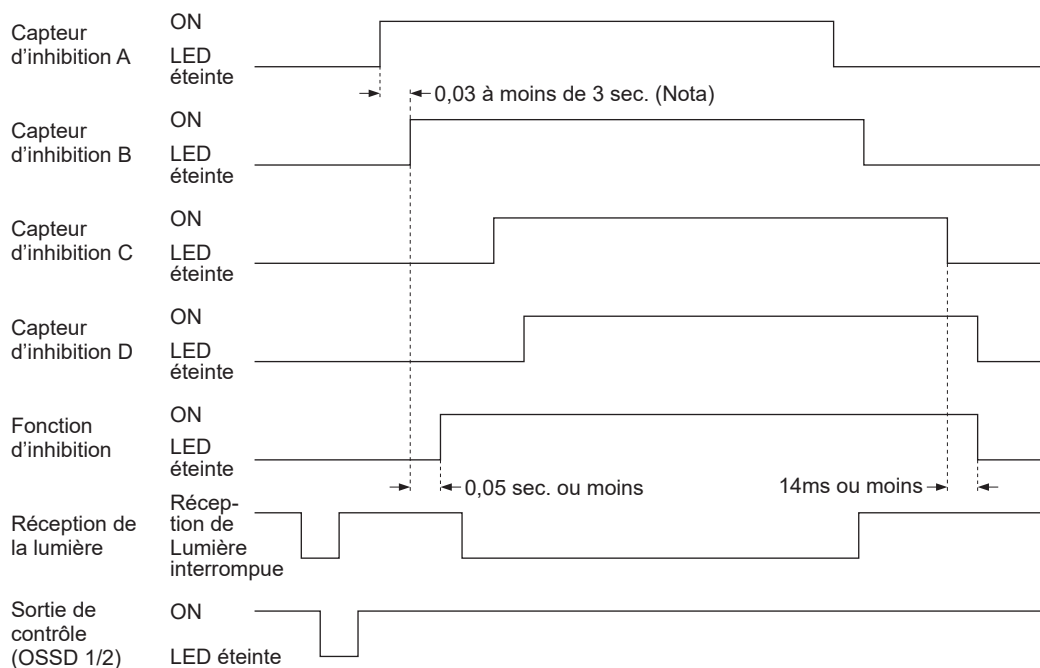 Capteur
d'inhibition A
ON
LED
éteinte
0,03 à moins de 3 sec. (Nota)
Capteur
d'inhibition B
ON
LED
éteinte
Capteur
d'inhibition C
ON
LED
éteinte
Capteur
d'inhibition D
ON
LED
éteinte
Fonction
d'inhibition
ON
LED
éteinte
0,05 sec. ou moins
14ms ou moins
Réception de
la lumière
Récep-
tion de
Lumière
interrompue
Sortie de
contrôle
(OSSD 1/2)
ON
LED éteinte